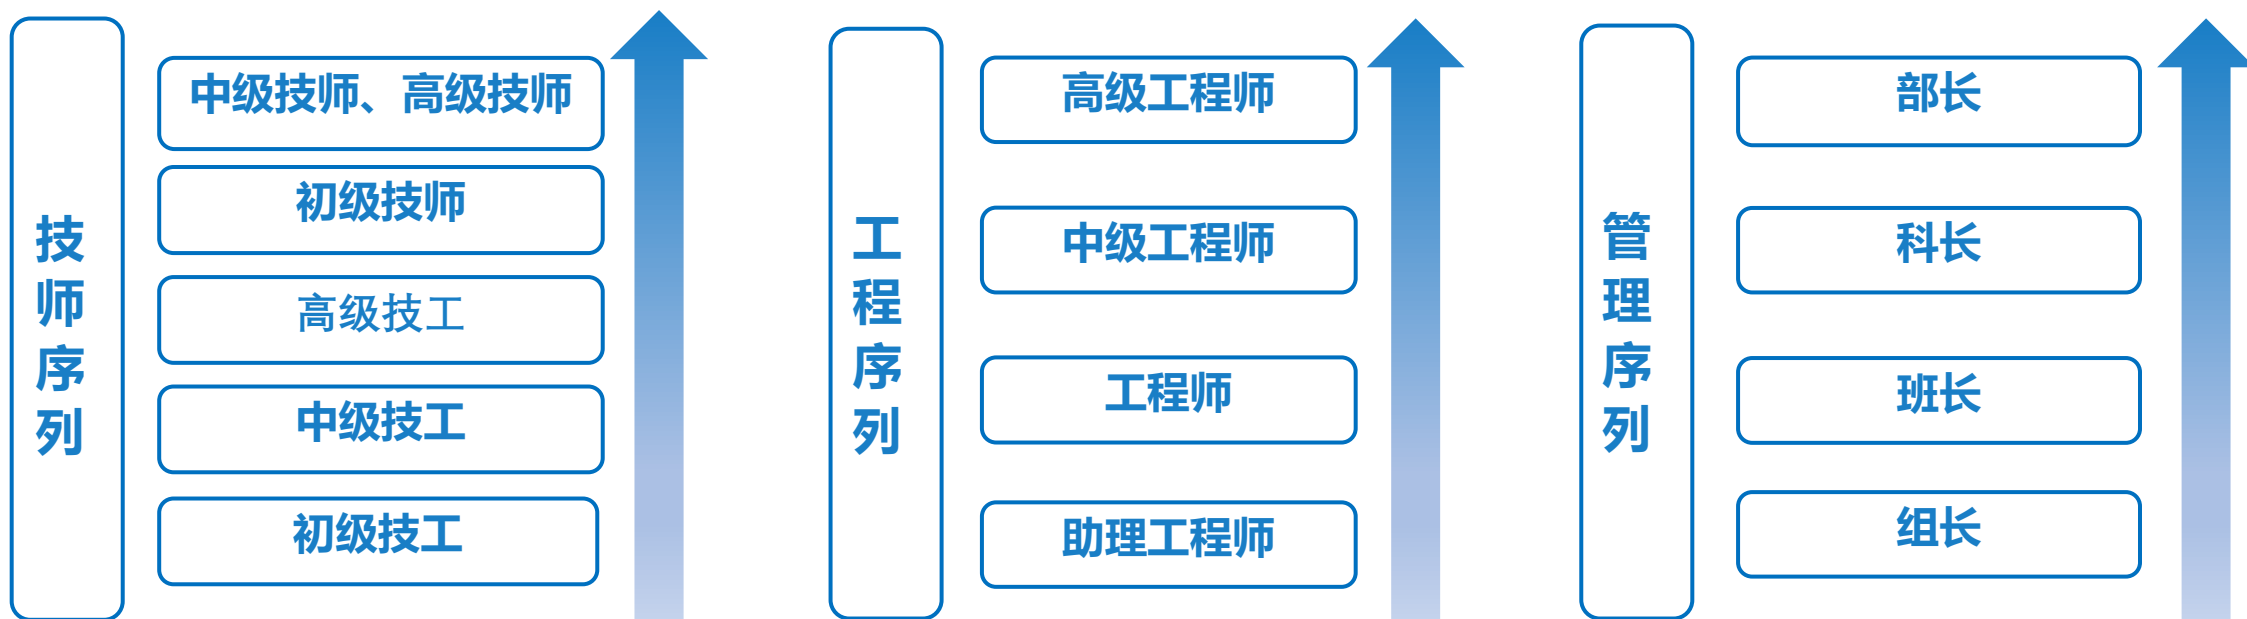 技师序列
中级技师、高级技师
初级技师
高级技工
中级技工
初级技工
工程序列
高级工程师
中级工程师
工程师
助理工程师
管理序列
部长
科长
班长
组长